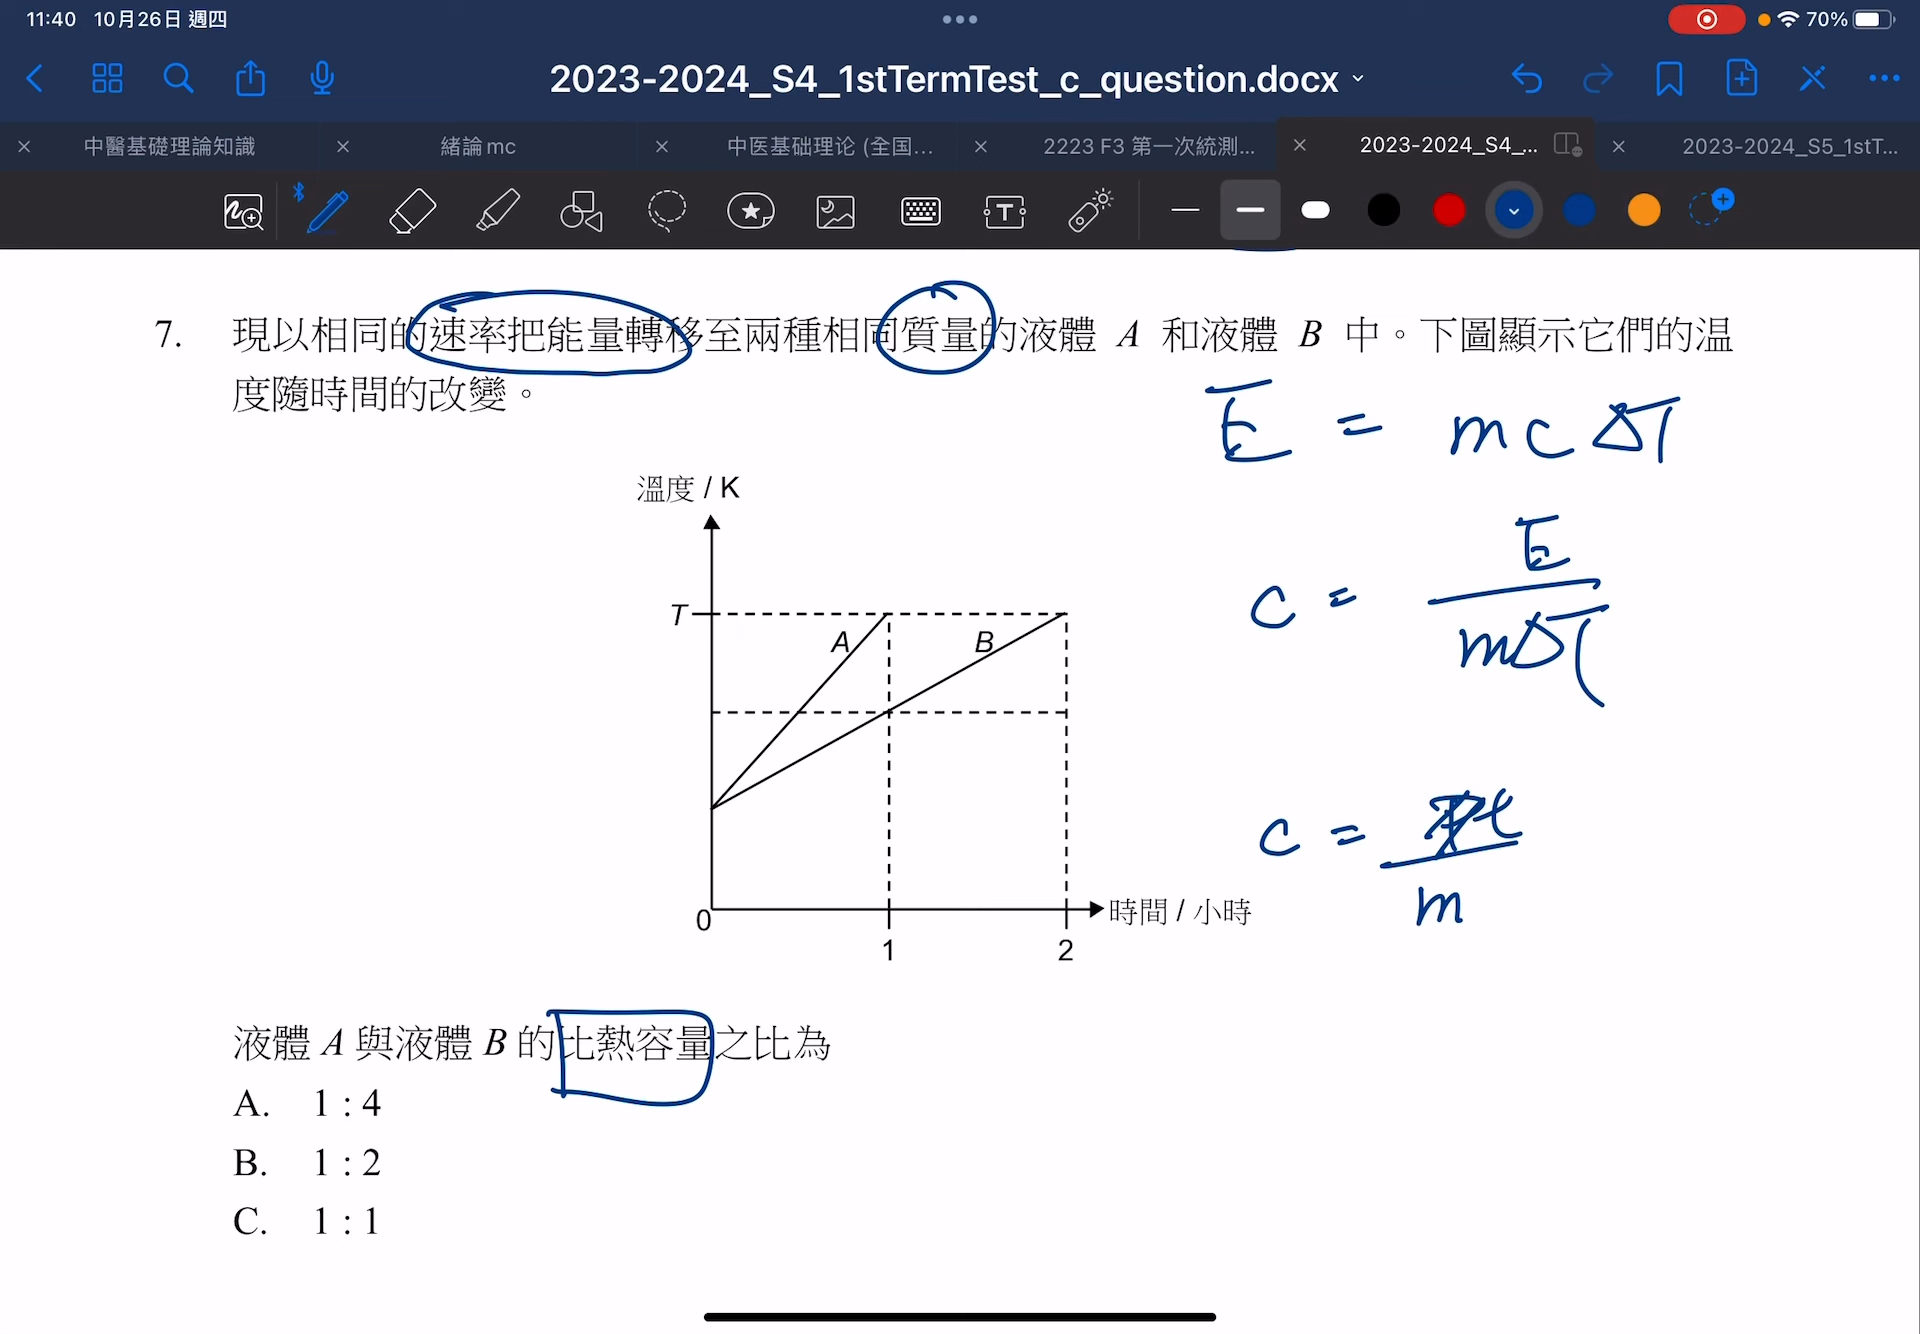 11:40 10月26日 週四
70%
2023-2024_S4_1stTermTest_c_question.docx
中醫基礎理論知識
緒論mc
中医基础理论 (全国...
2223 F3 第一次統測...
2023-2024_S4_...
2023-2024_S5_1stT...
7. 現以相同的速率把能量轉移至兩種相同質量的液體 A 和液體 B 中。下圖顯示它們的温
度隨時間的改變。
E = mcΔT
溫度 / K
c = E
mΔT
T
A
B
c = t
m
0
1
2
時間 / 小時
液體 A 與液體 B 的比熱容量之比為
A. 1 : 4
B. 1 : 2
C. 1 : 1